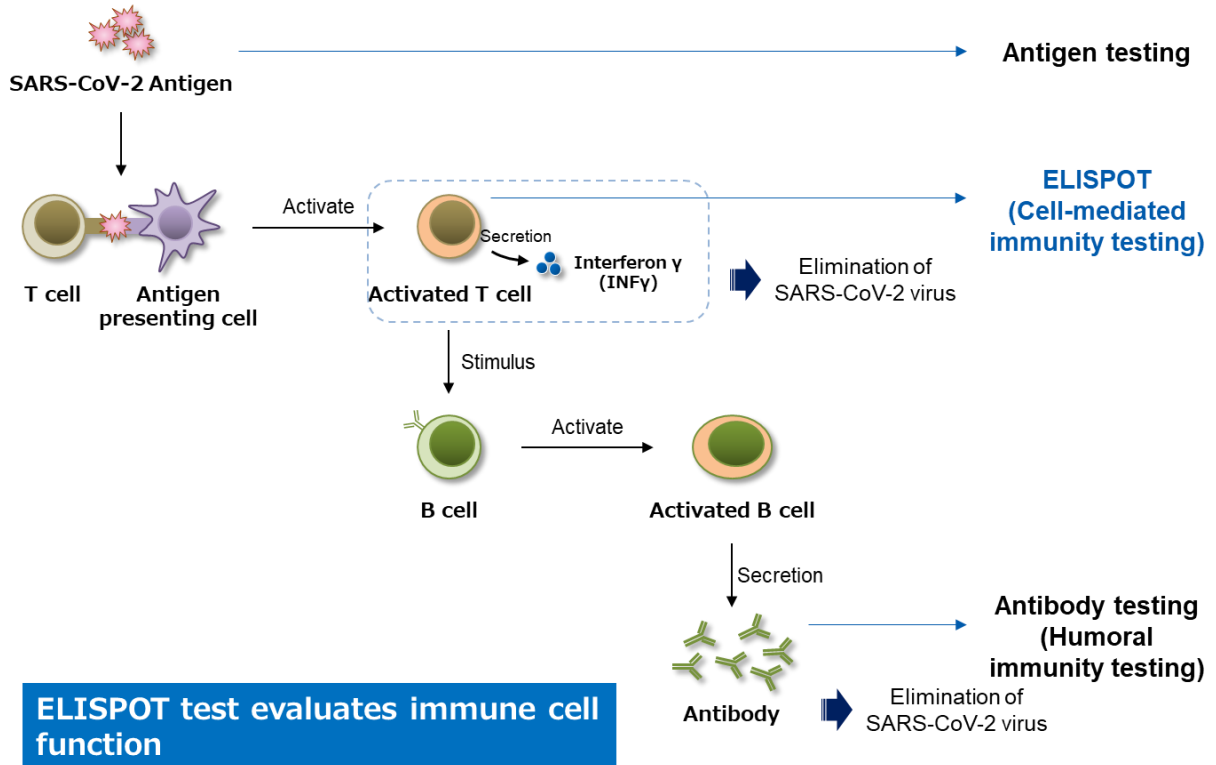 SARS-CoV-2 Antigen
Antigen testing
T cell
Antigen
presenting cell
Activate
Activated T cell
Secretion
Interferon γ
(INFγ)
ELISPOT
(Cell-mediated
immunity testing)
Elimination of
SARS-CoV-2 virus
Stimulus
B cell
Activate
Activated B cell
Secretion
Antibody
Antibody testing
(Humoral
immunity testing)
Elimination of
SARS-CoV-2 virus
ELISPOT test evaluates immune cell
function